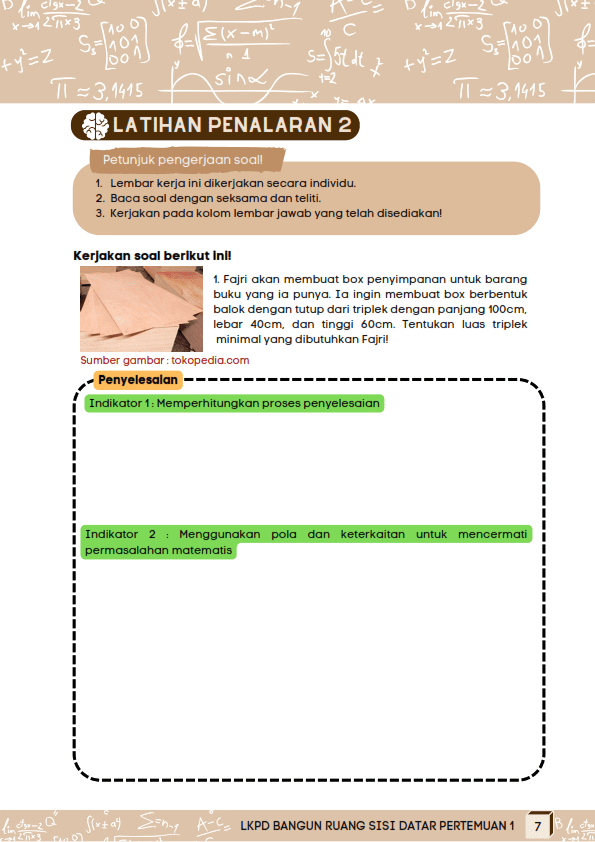 π ≈ 3,1415
sinα
π ≈ 3,1415
LATIHAN PENALARAN 2
Petunjuk pengerjaan soal!
1. Lembar kerja ini dikerjakan secara individu.
2. Baca soal dengan seksama dan teliti.
3. Kerjakan pada kolom lembar jawab yang telah disediakan!
Kerjakan soal berikut ini!
1. Fajri akan membuat box penyimpanan untuk barang
buku yang ia punya. Ia ingin membuat box berbentuk
balok dengan tutup dari triplek dengan panjang 100cm,
lebar 40cm, dan tinggi 60cm. Tentukan luas triplek
minimal yang dibutuhkan Fajri!
Sumber gambar : tokopedia.com
Penyelesaian
Indikator 1 : Memperhitungkan proses penyelesaian
Indikator 2 : Menggunakan pola dan keterkaitan untuk mencermati
permasalahan matematis
LKPD BANGUN RUANG SISI DATAR PERTEMUAN 1 7